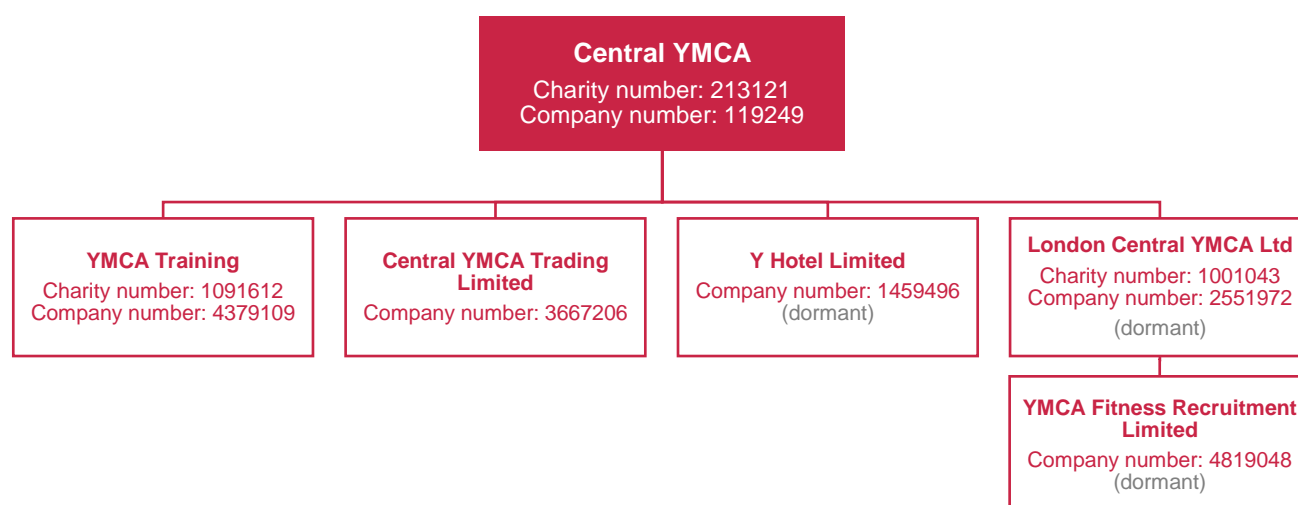 Central YMCA
Charity number: 213121
Company number: 119249
YMCA Training
Charity number: 1091612
Company number: 4379109
Central YMCA Trading
Limited
Company number: 3667206
Y Hotel Limited
Company number: 1459496
(dormant)
London Central YMCA Ltd
Charity number: 1001043
Company number: 2551972
(dormant)
YMCA Fitness Recruitment
Limited
Company number: 4819048
(dormant)